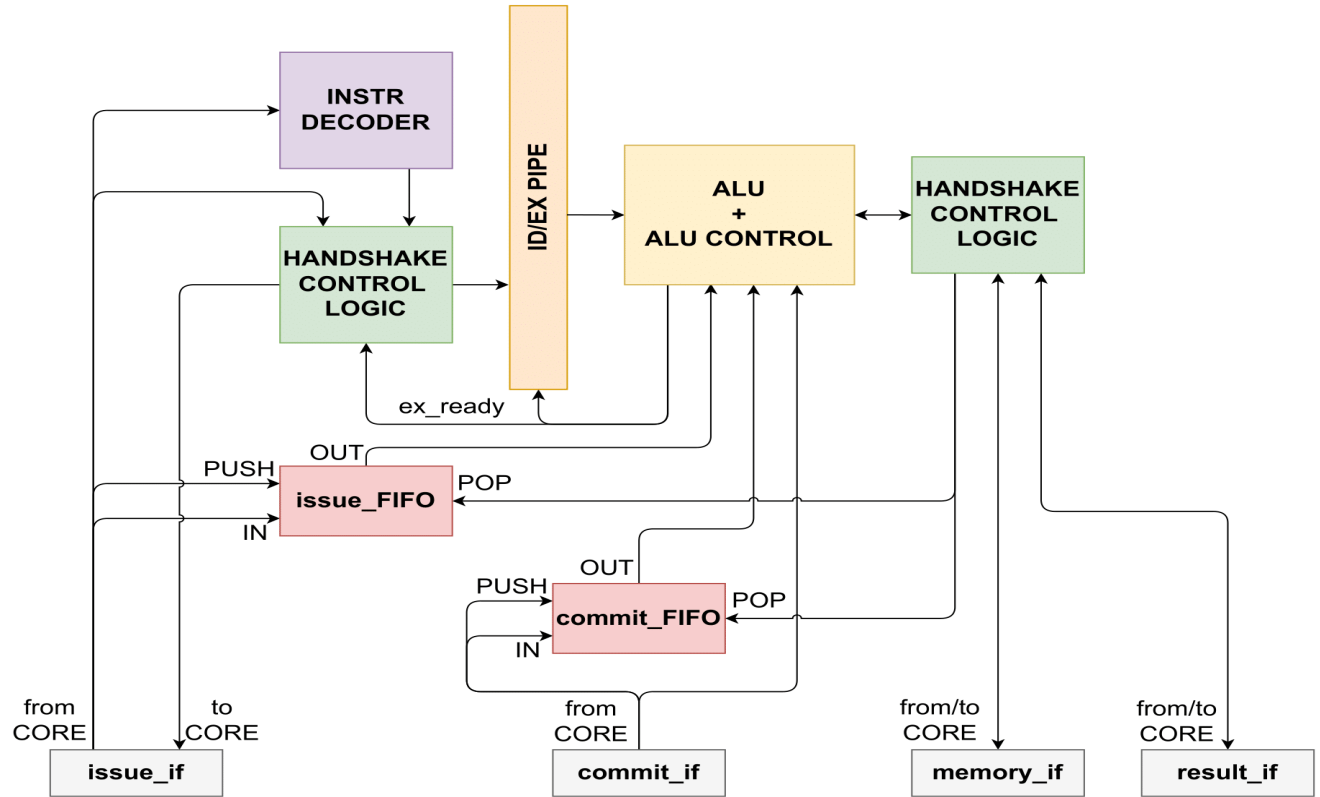 INSTR
DECODER
ID/EX PIPE
ALU
+
ALU CONTROL
HANDSHAKE
CONTROL
LOGIC
HANDSHAKE
CONTROL
LOGIC
ex_ready
OUT
PUSH
issue_FIFO
POP
IN
OUT
PUSH
commit_FIFO
POP
IN
from
CORE
to
CORE
from
CORE
from/to
CORE
from/to
CORE
issue_if
commit_if
memory_if
result_if